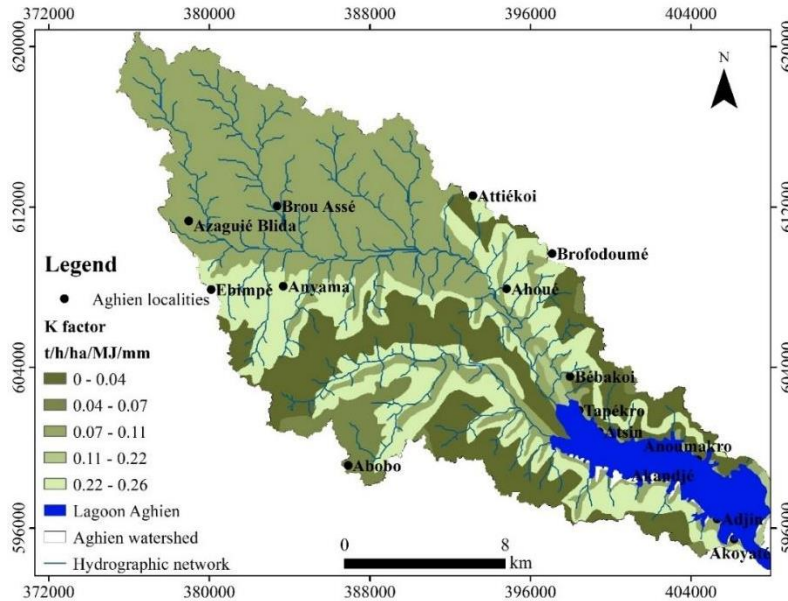 372000 380000 388000 396000 404000
620000 620000
N
Attiékoi
612000 612000
Brou Assé
Azaguié Blida
Brofodoumé
Legend
Aghien localities
Ebimpé Anyama Ahoué
K factor
t/h/ha/MJ/mm
0 - 0.04
604000 604000
Bébakoi
0.04 - 0.07
Tapékro
0.07 - 0.11
Atsin
0.11 - 0.22
Anoumakro
0.22 - 0.26
Abobo
Akandjé
Lagoon Aghien
Aghien watershed
0 8
Adjin
596000 596000
Hydrographic network
km
Akoyaté
372000 380000 388000 396000 404000